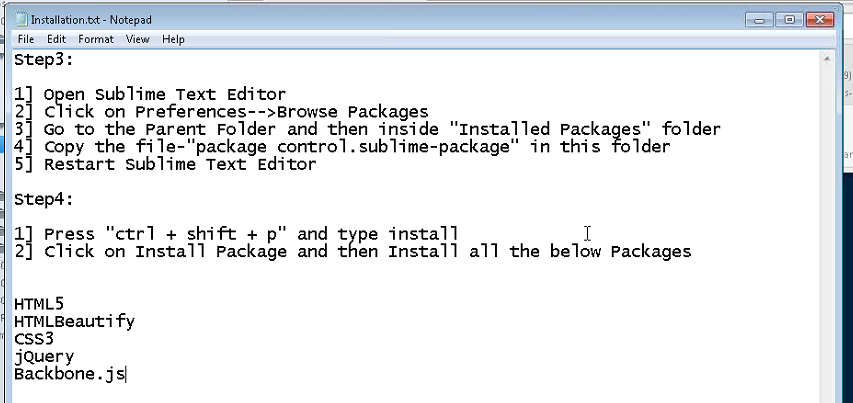 Installation.txt - Notepad
File Edit Format View Help
Step3:
1] Open Sublime Text Editor
2] Click on Preferences-->Browse Packages
3] Go to the Parent Folder and then inside "Installed Packages" folder
4] Copy the file-"package control.sublime-package" in this folder
5] Restart Sublime Text Editor
Step4:
1] Press "ctrl + shift + p" and type install
2] Click on Install Package and then Install all the below Packages
HTML5
HTMLBeautify
CSS3
jQuery
Backbone.js